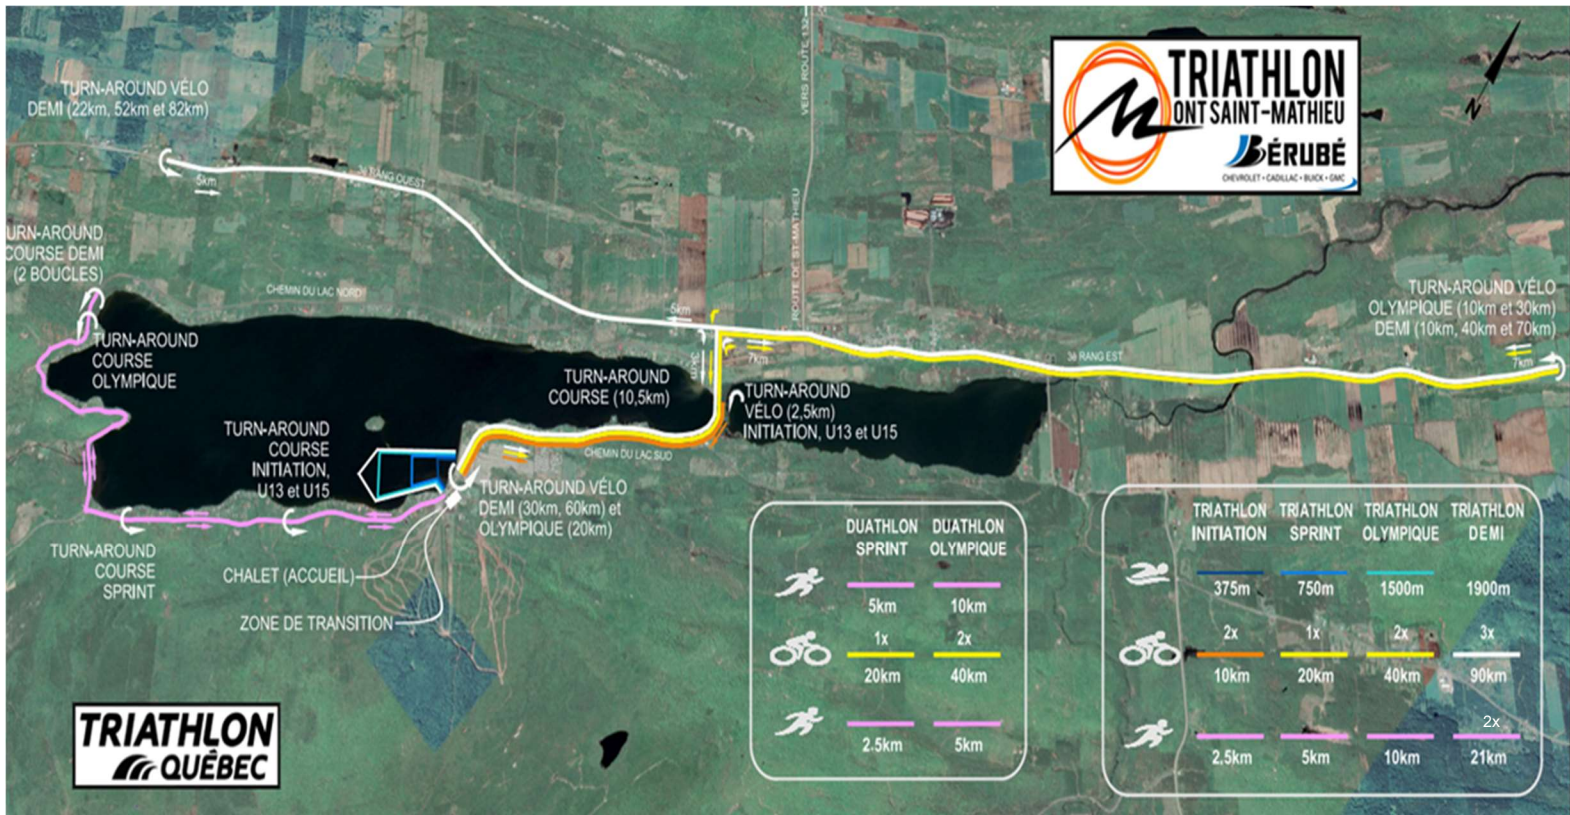 TURN-AROUND VÉLO
DEMI (22km, 52km et 82km)
5km
3è RANG OUEST
VERS ROUTE 132
ROUTE DE ST-MATHIEU
N
TRIATHLON
MONT SAINT-MATHIEU
BÉRUBÉ
CHEVROLET • CADILLAC • BUICK • GMC
URN-AROUND
COURSE DEMI
(2 BOUCLES)
CHEMIN DU LAC NORD
TURN-AROUND
COURSE
OLYMPIQUE
5km
3km
7km
TURN-AROUND VÉLO
OLYMPIQUE (10km et 30km)
DEMI (10km, 40km et 70km)
7km
3è RANG EST
TURN-AROUND
COURSE (10,5km)
TURN-AROUND
VÉLO (2,5km)
INITIATION, U13 et U15
TURN-AROUND
COURSE
INITIATION,
U13 et U15
CHEMIN DU LAC SUD
TURN-AROUND VÉLO
DEMI (30km, 60km) et
OLYMPIQUE (20km)
TURN-AROUND
COURSE
SPRINT
CHALET (ACCUEIL)
ZONE DE TRANSITION
DUATHLON SPRINT
DUATHLON OLYMPIQUE
5km 10km
1x 2x
20km 40km
2.5km 5km
TRIATHLON INITIATION
TRIATHLON SPRINT
TRIATHLON OLYMPIQUE
TRIATHLON DEMI
375m 750m 1500m 1900m
2x 1x 2x 3x
10km 20km 40km 90km
2x
2,5km 5km 10km 21km
TRIATHLON
QUÉBEC